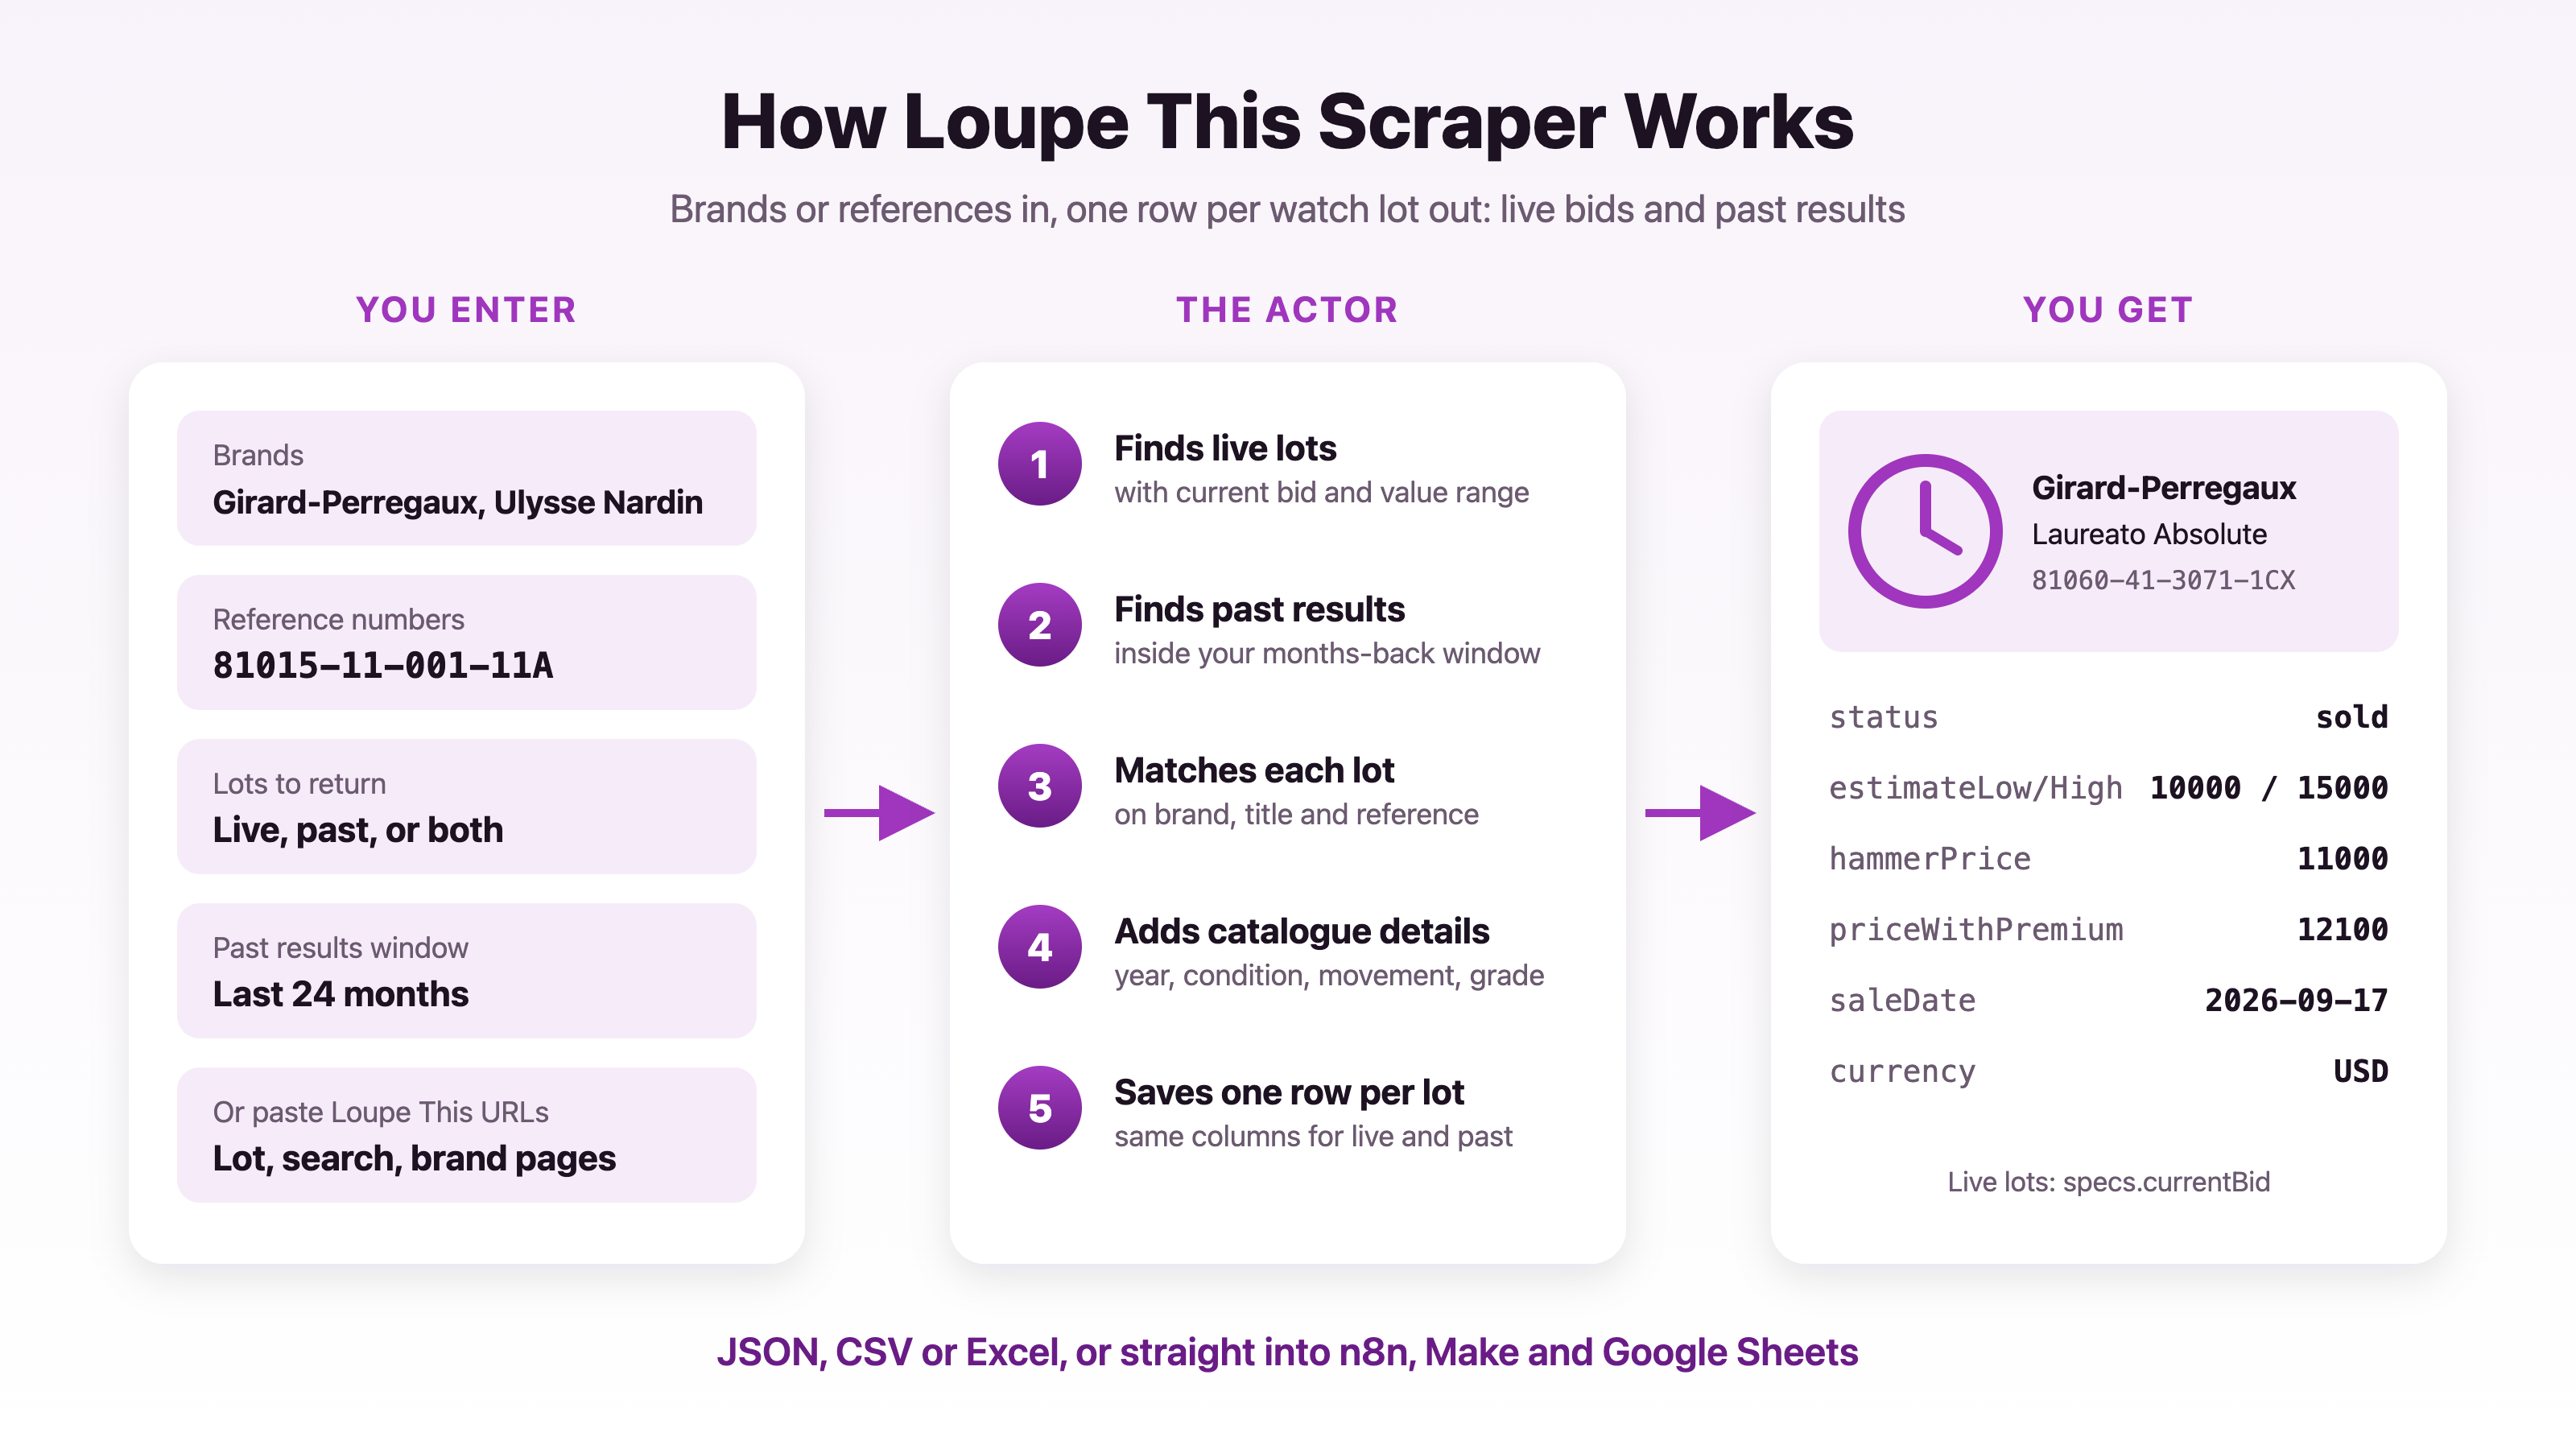 How Loupe This Scraper Works
Brands or references in, one row per watch lot out: live bids and past results
YOU ENTER
Brands
Girard-Perregaux, Ulysse Nardin
Reference numbers
81015-11-001-11A
Lots to return
Live, past, or both
Past results window
Last 24 months
Or paste Loupe This URLs
Lot, search, brand pages
THE ACTOR
1
Finds live lots
with current bid and value range
2
Finds past results
inside your months-back window
3
Matches each lot
on brand, title and reference
4
Adds catalogue details
year, condition, movement, grade
5
Saves one row per lot
same columns for live and past
YOU GET
Girard-Perregaux
Laureato Absolute
81060-41-3071-1CX
status sold
estimateLow/High 10000 / 15000
hammerPrice 11000
priceWithPremium 12100
saleDate 2026-09-17
currency USD
Live lots: specs.currentBid
JSON, CSV or Excel, or straight into n8n, Make and Google Sheets